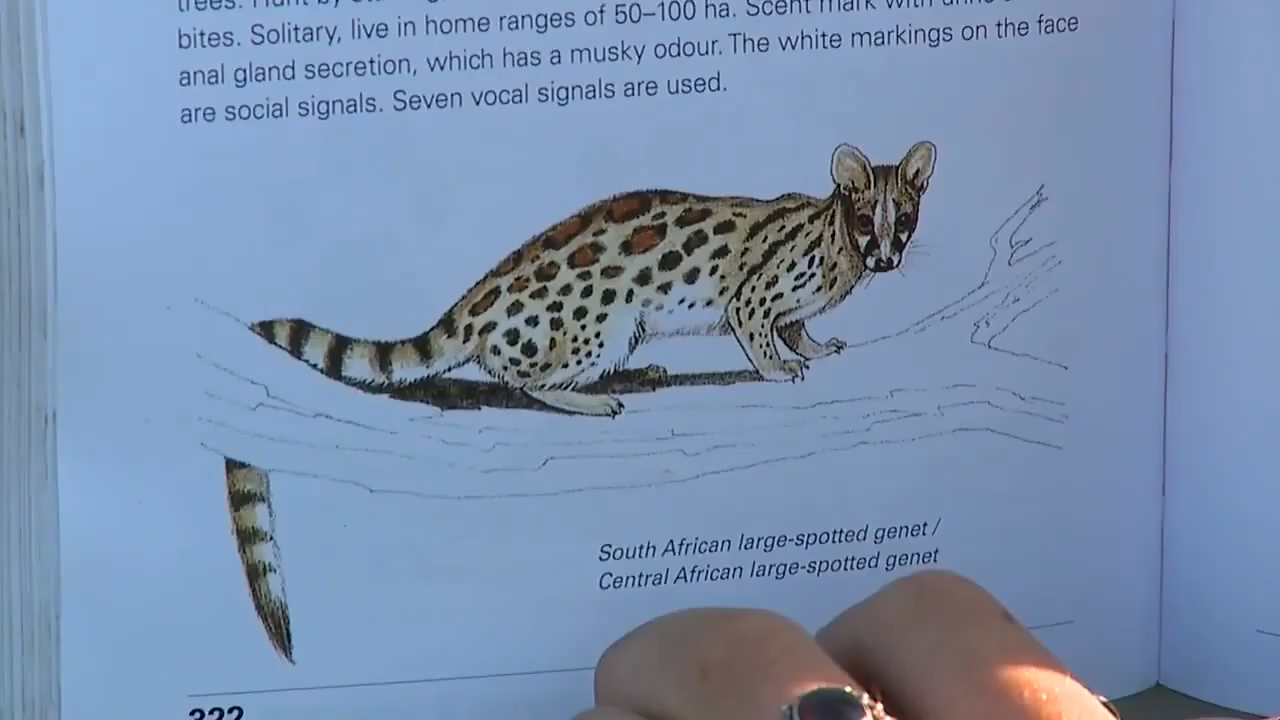 trees.
bites. Solitary, live in home ranges of 50–100 ha. Scent mark with
anal gland secretion, which has a musky odour. The white markings on the face
are social signals. Seven vocal signals are used.
South African large-spotted genet /
Central African large-spotted genet
322